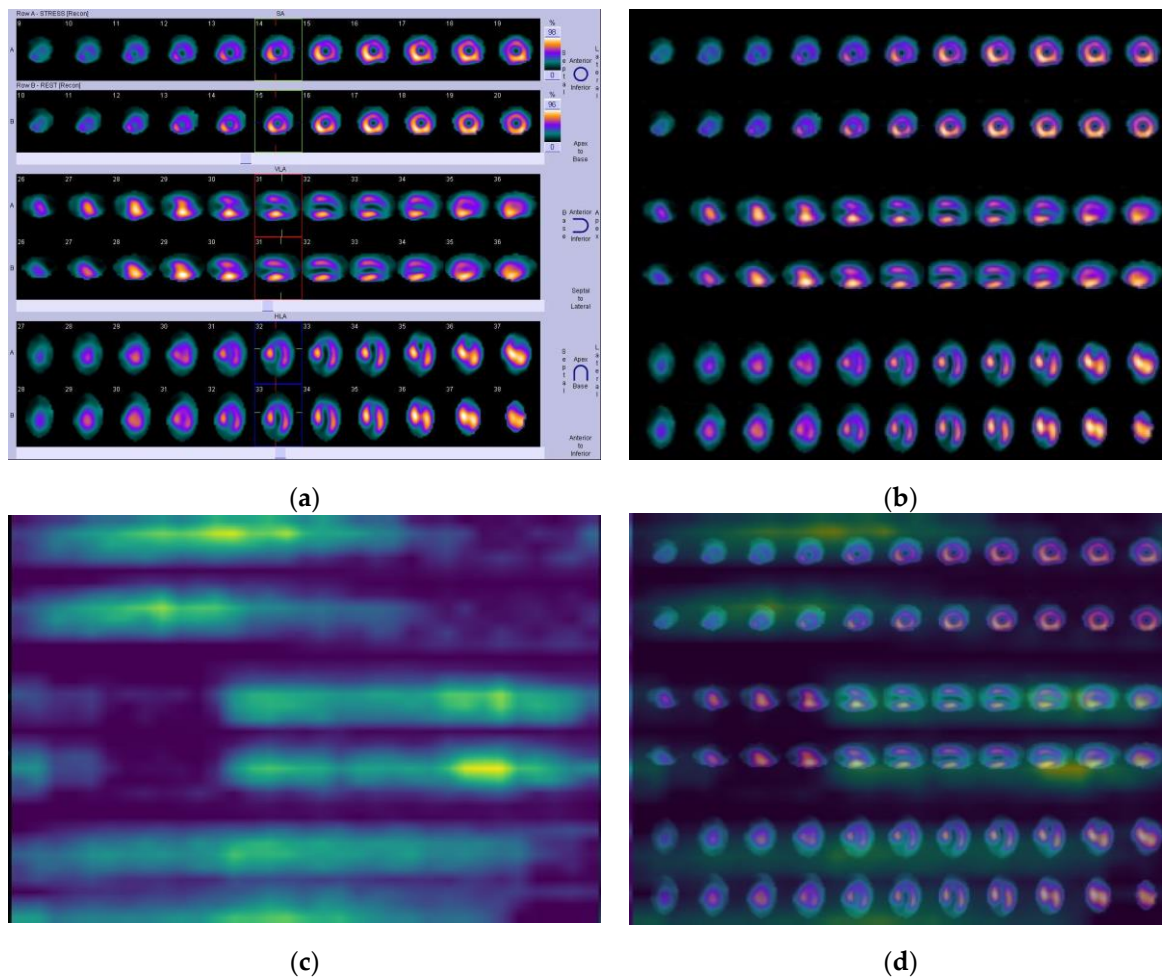 Row A - STRESS [Recon] SA
9 10 11 12 13 14 15 16 17 18 19
A
% 98 0
Row B - REST [Recon]
10 11 12 13 14 15 16 17 18 19 20
B
% 96 0
Septal Anterior Inferior Lateral
Apex to Base
VLA
26 27 28 29 30 31 32 33 34 35 36
A
26 27 28 29 30 31 32 33 34 35 36
B
Base Anterior Inferior Apex
Septal to Lateral
HLA
27 28 29 30 31 32 33 34 35 36 37
A
28 29 30 31 32 33 34 35 36 37 38
B
Septal Apex Base Lateral
Anterior to Inferior
(a)
(b)
(c)
(d)